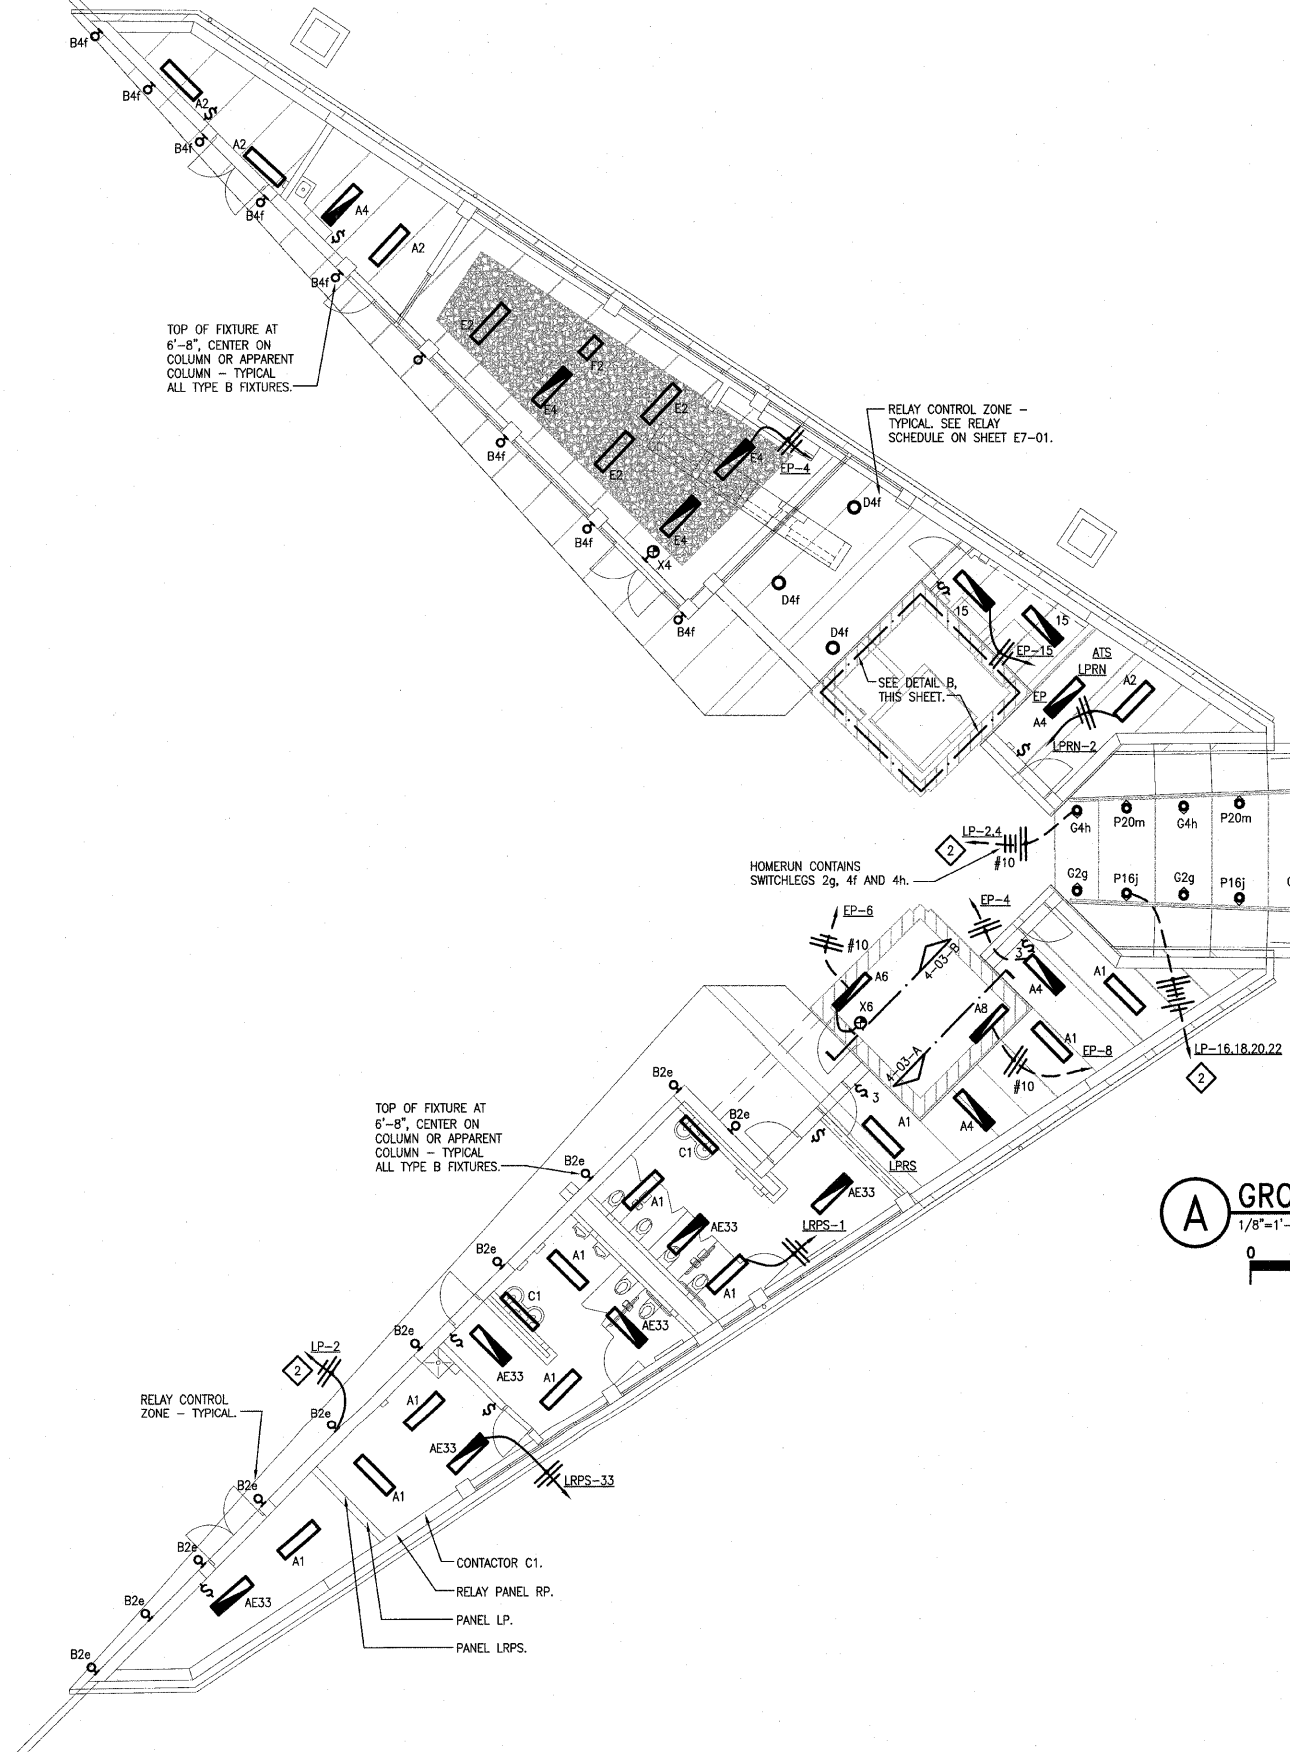 B4f
B4f
A2
B4f
A2
B4f
A4
A2
B4f
TOP OF FIXTURE AT
6'-8", CENTER ON
COLUMN OR APPARENT
COLUMN - TYPICAL
ALL TYPE B FIXTURES.
E2
F2
E4
E2
E2
E4
EP-4
RELAY CONTROL ZONE -
TYPICAL. SEE RELAY
SCHEDULE ON SHEET E7-01.
B4f
D4f
B4f
E4
X4
D4f
B4f
D4f
15
15
EP-15
ATS
LPRN
EP
A2
A4
LPRN-2
SEE DETAIL B,
THIS SHEET.
G4h
P20m
G4h
P20m
LP-2,4
2
#10
HOMERUN CONTAINS
SWITCHLEGS 2g, 4f AND 4h.
G2g
P16j
G2g
P16j
EP-6
EP-4
#10
3
A6
4-03-B
A4
A1
X6
A8
A1
EP-8
LP-16,18,20,22
2
4-03-A
#10
B2e
3
A1
A4
LPRS
TOP OF FIXTURE AT
6'-8", CENTER ON
COLUMN OR APPARENT
COLUMN - TYPICAL
ALL TYPE B FIXTURES.
B2e
C1
B2e
A1
AE33
AE33
LRPS-1
A
GRO
1/8"=1'-
0
B2e
A1
A1
C1
AE33
B2e
AE33
A1
LP-2
2
A1
RELAY CONTROL
ZONE - TYPICAL.
B2e
AE33
LRPS-33
B2e
A1
A1
B2e
AE33
CONTACTOR C1.
RELAY PANEL RP.
B2e
PANEL LP.
B2e
PANEL LRPS.